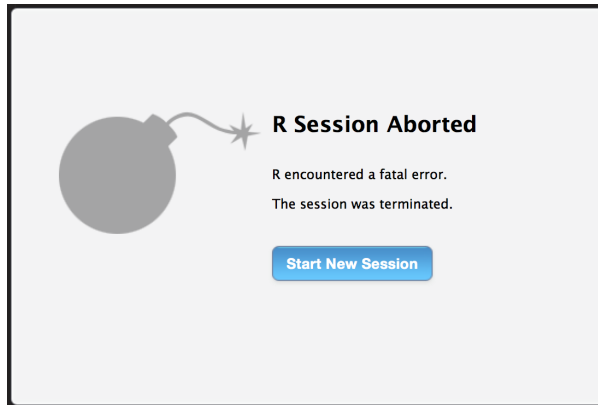 R Session Aborted
R encountered a fatal error.
The session was terminated.
Start New Session